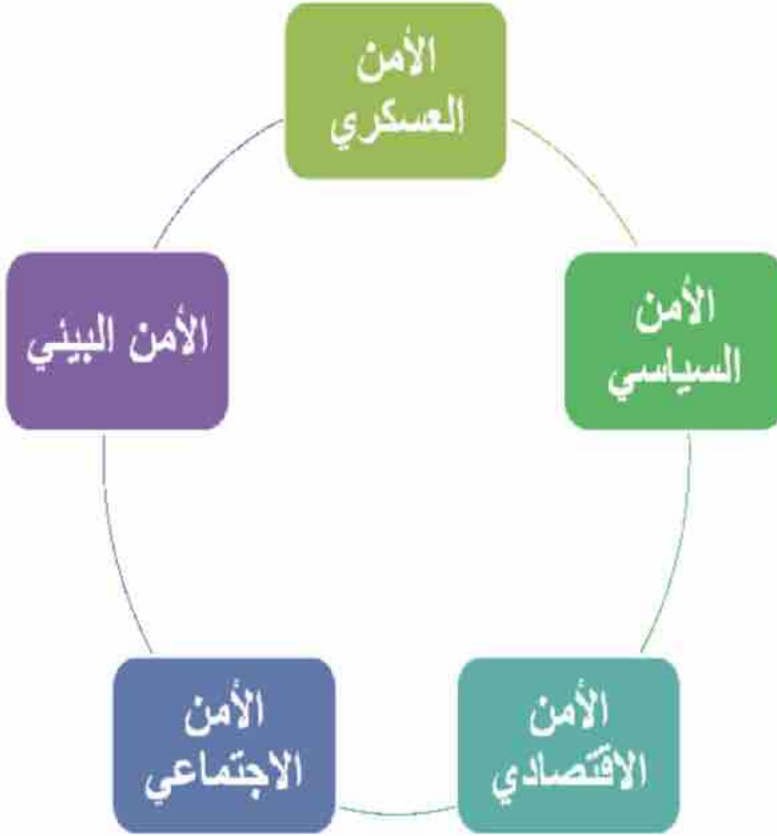 الأمن
العسكري
الأمن
السياسي
الأمن
الاقتصادي
الأمن
الاجتماعي
الأمن البيئي